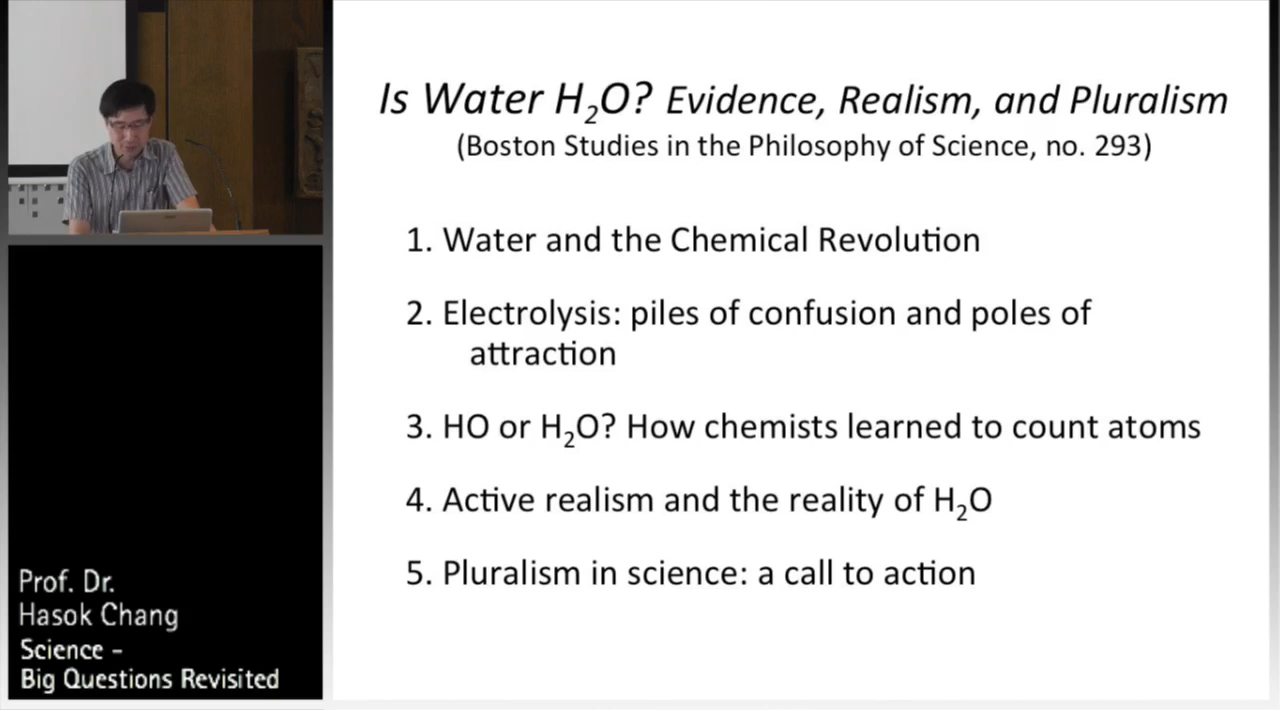 Is Water H₂O? Evidence, Realism, and Pluralism
(Boston Studies in the Philosophy of Science, no. 293)
1. Water and the Chemical Revolution
2. Electrolysis: piles of confusion and poles of
attraction
3. HO or H₂O? How chemists learned to count atoms
4. Active realism and the reality of H₂O
5. Pluralism in science: a call to action
Prof. Dr.
Hasok Chang
Science –
Big Questions Revisited